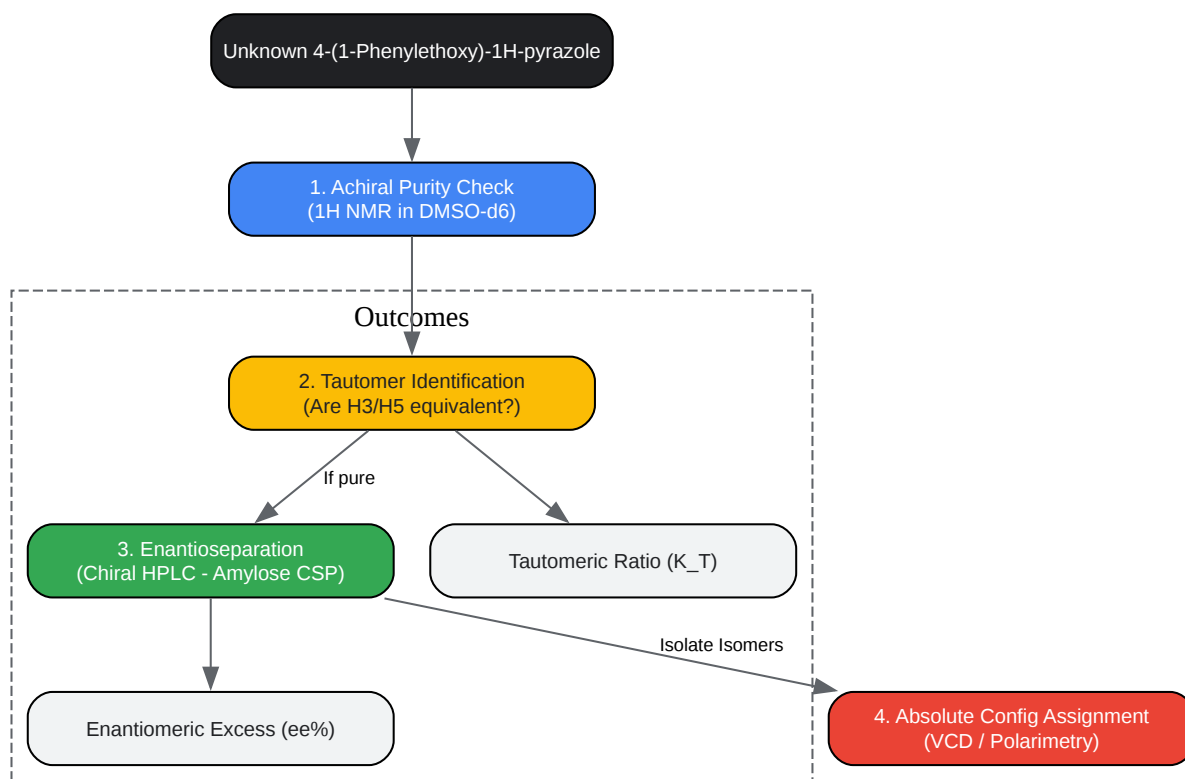 Unknown 4-(1-Phenylethoxy)-1H-pyrazole
1. Achiral Purity Check
(1H NMR in DMSO-d6)
Outcomes
2. Tautomer Identification
(Are H3/H5 equivalent?)
If pure
3. Enantioseparation
(Chiral HPLC - Amylose CSP)
Tautomeric Ratio (K_T)
Isolate Isomers
Enantiomeric Excess (ee%)
4. Absolute Config Assignment
(VCD / Polarimetry)